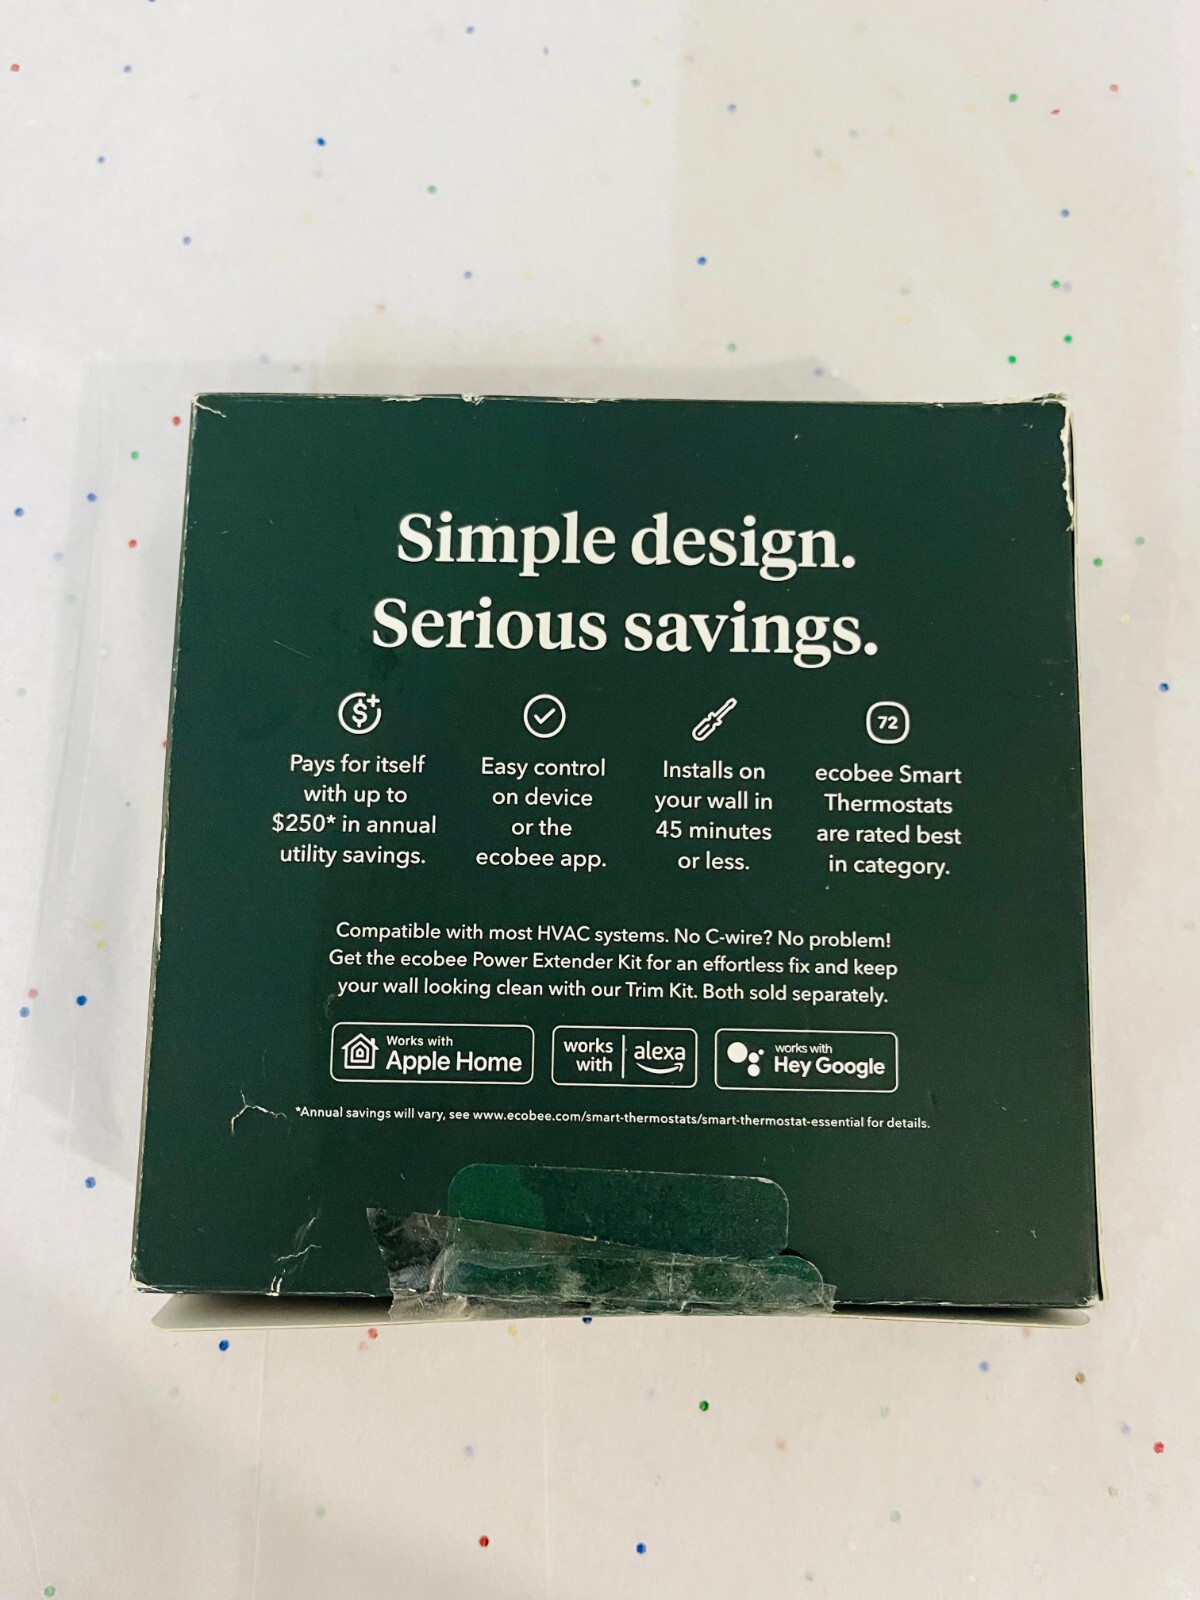 Simple design.
Serious savings.
Pays for itself
with up to
$250* in annual
utility savings.
Easy control
on device
or the
ecobee app.
Installs on
your wall in
45 minutes
or less.
72
ecobee Smart
Thermostats
are rated best
in category.
Compatible with most HVAC systems. No C-wire? No problem!
Get the ecobee Power Extender Kit for an effortless fix and keep
your wall looking clean with our Trim Kit. Both sold separately.
Works with
Apple Home
works
with
alexa
works with
Hey Google
*Annual savings will vary, see www.ecobee.com/smart-thermostats/smart-thermostat-essential for details.